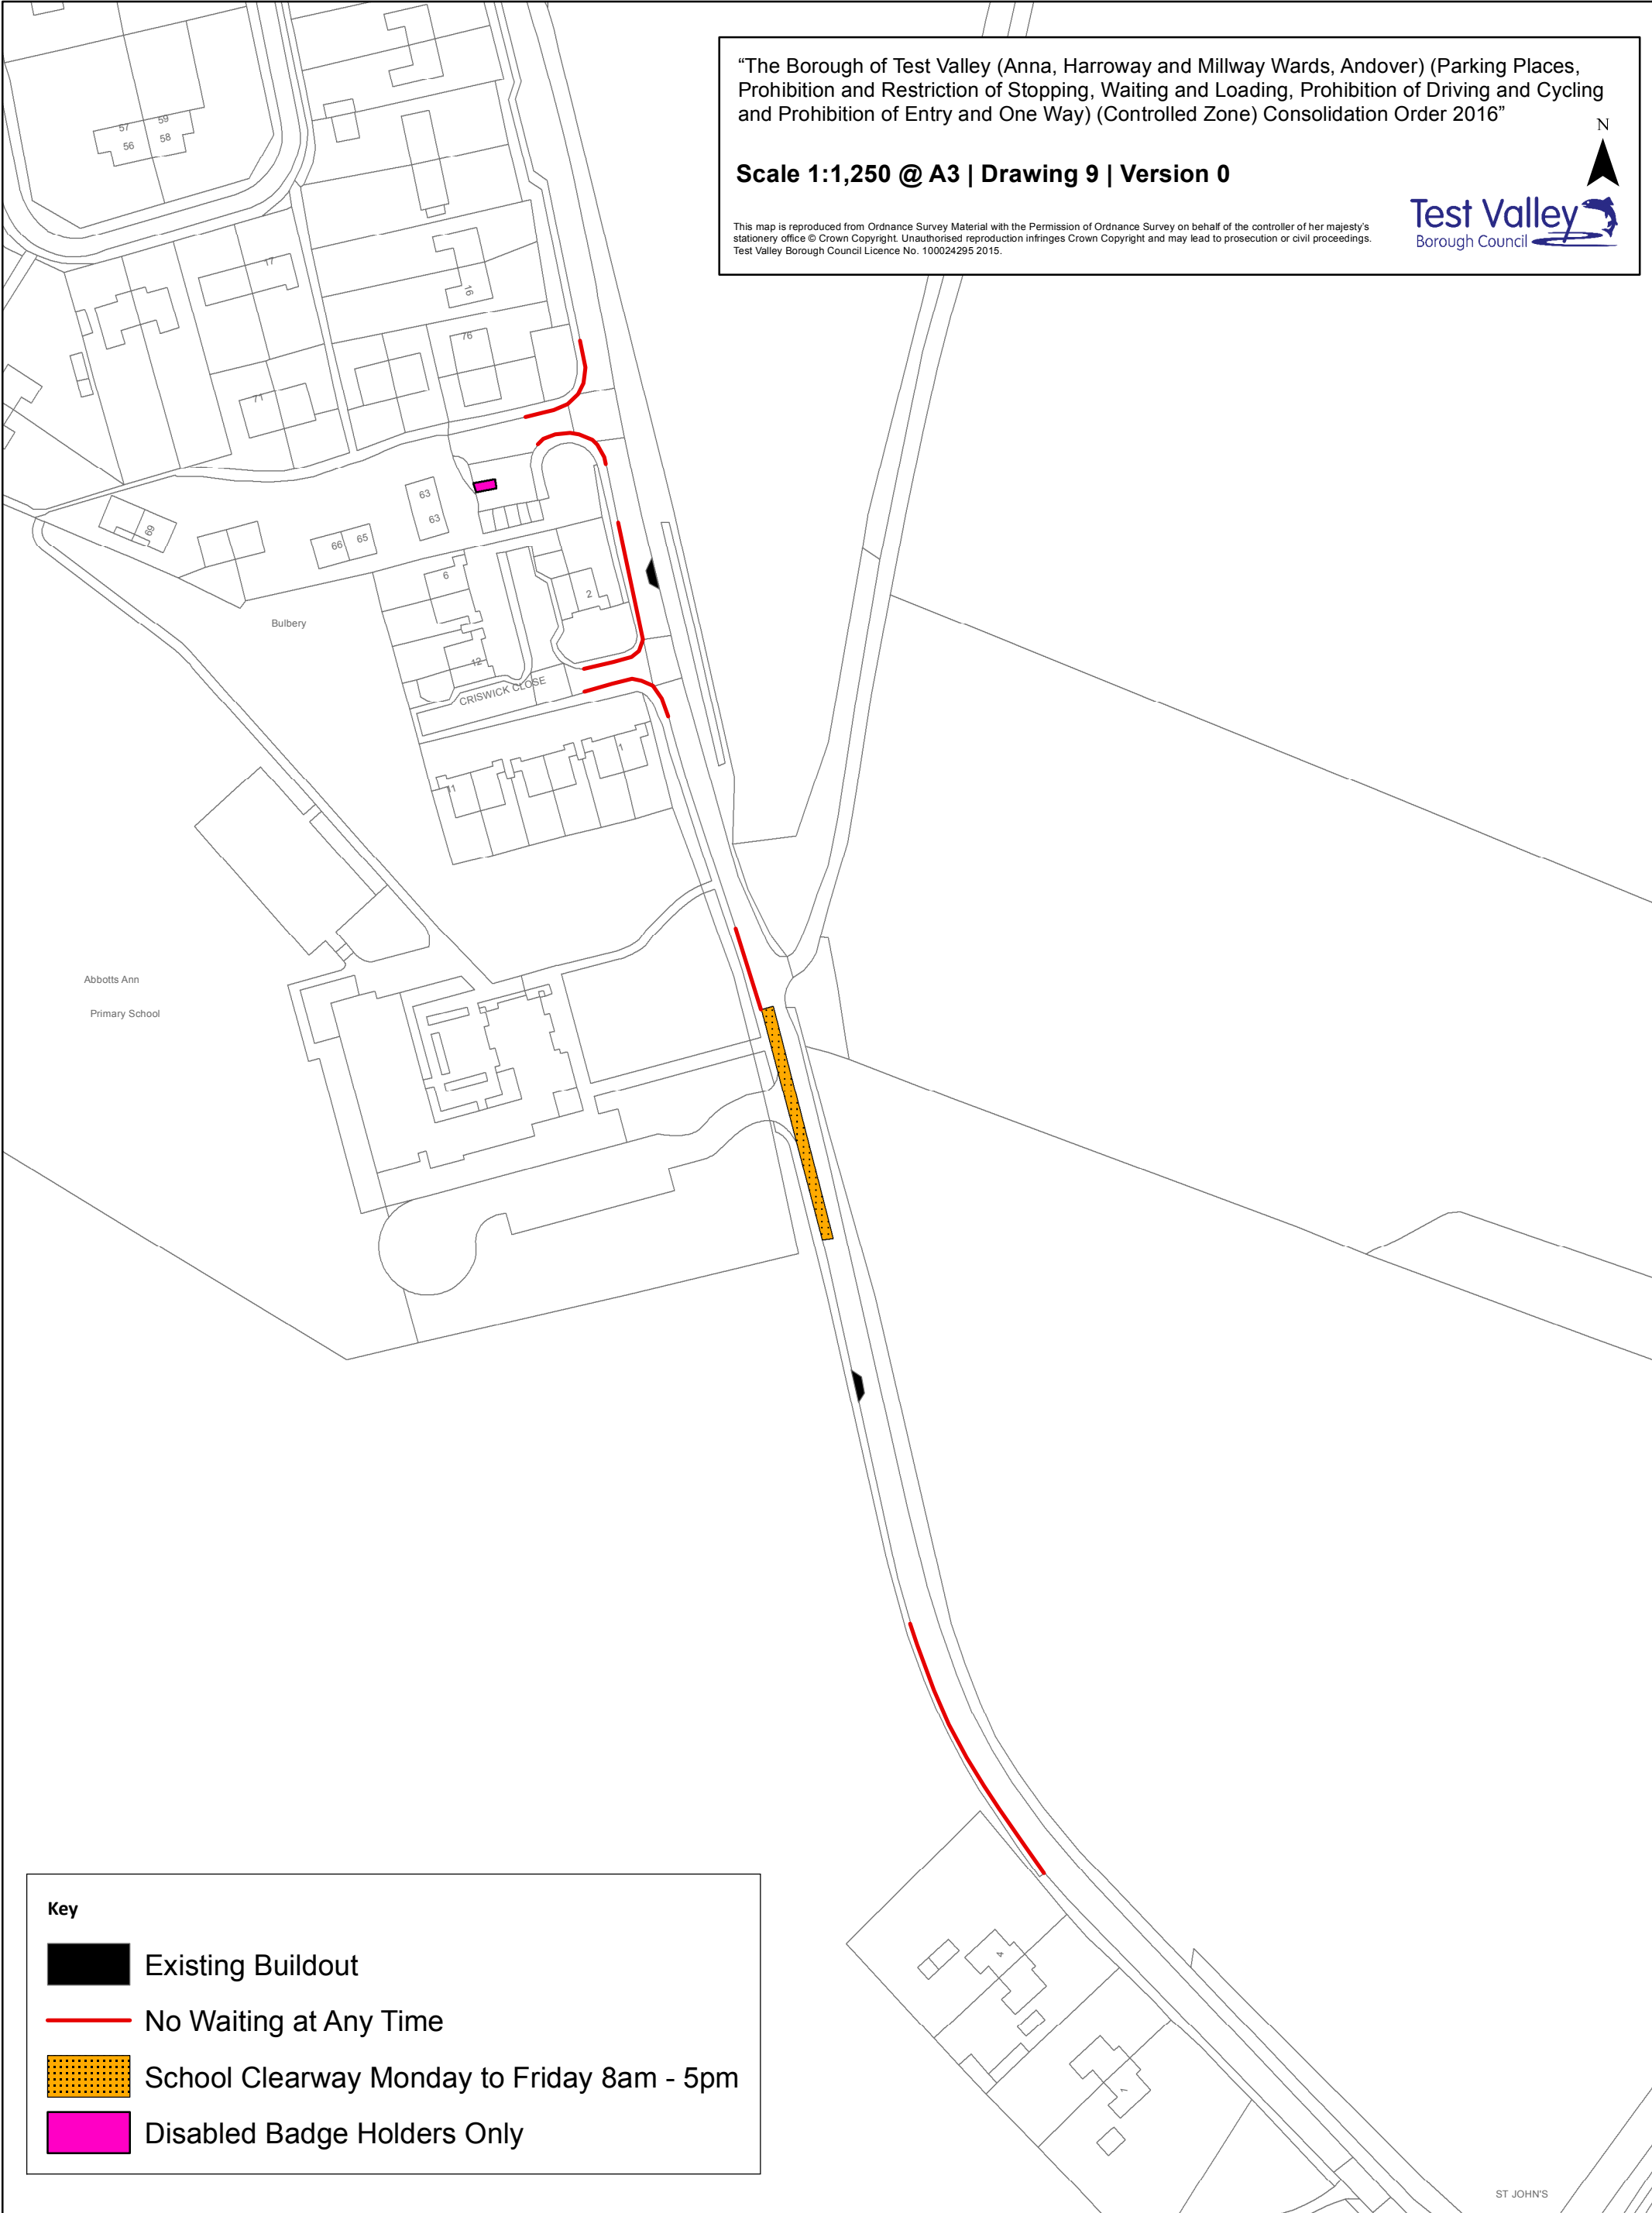 “The Borough of Test Valley (Anna, Harroway and Millway Wards, Andover) (Parking Places,
Prohibition and Restriction of Stopping, Waiting and Loading, Prohibition of Driving and Cycling
and Prohibition of Entry and One Way) (Controlled Zone) Consolidation Order 2016”
N
Scale 1:1,250 @ A3 | Drawing 9 | Version 0
Test Valley
Borough Council
This map is reproduced from Ordnance Survey Material with the Permission of Ordnance Survey on behalf of the controller of her majesty's
stationery office © Crown Copyright. Unauthorised reproduction infringes Crown Copyright and may lead to prosecution or civil proceedings.
Test Valley Borough Council Licence No. 100024295 2015.
57
59
56
58
17
16
76
71
63
63
69
66
65
6
2
Bulbery
12
CRISWICK CLOSE
1
11
Abbotts Ann
Primary School
4
1
ST JOHN'S
Key
Existing Buildout
No Waiting at Any Time
School Clearway Monday to Friday 8am - 5pm
Disabled Badge Holders Only